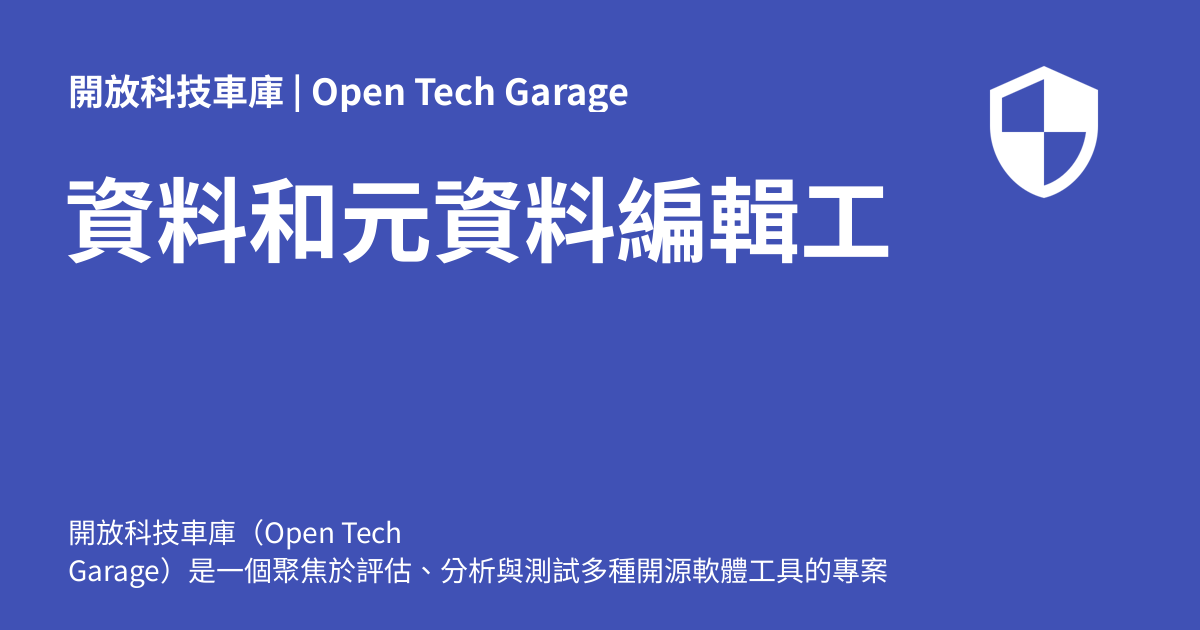 開放科技車庫 | Open Tech Garage
資料和元資料編輯工
開放科技車庫（Open Tech
Garage）是一個聚焦於評估、分析與測試多種開源軟體工具的專案